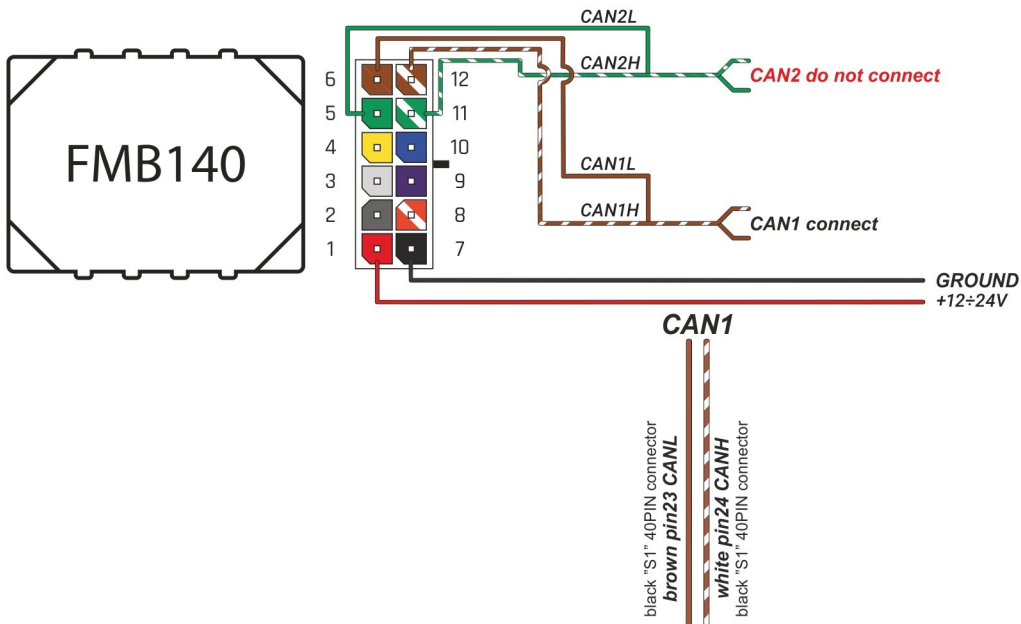 CAN2L
CAN2H
CAN2 do not connect
FMB140
6 12
5 11
4 10
3 9
2 8
1 7
CAN1L
CAN1H
CAN1 connect
GROUND
+12÷24V
CAN1
black "S1" 40PIN connector
brown pin23 CANL
white pin24 CANH
black "S1" 40PIN connector